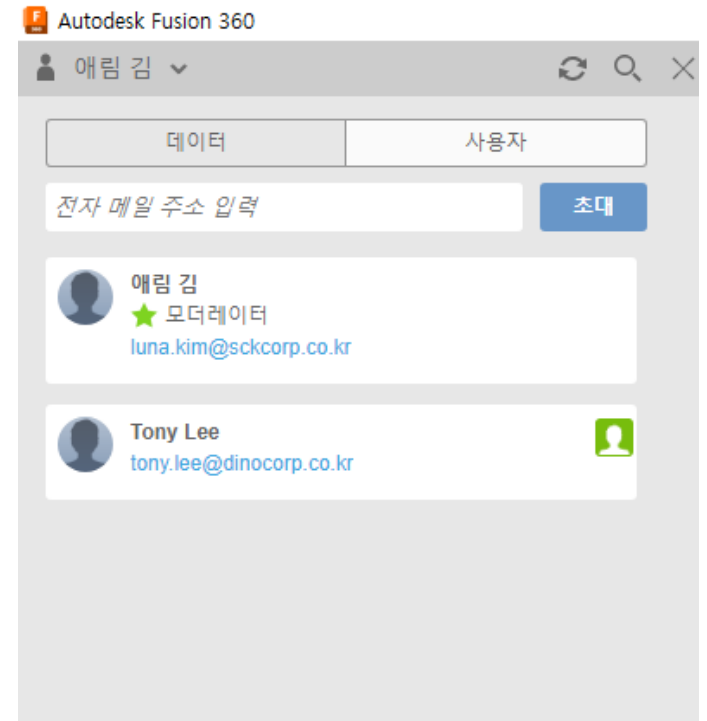 Autodesk Fusion 360
애림 김
데이터 사용자
전자 메일 주소 입력 초대
애림 김
모더레이터
luna.kim@sckcorp.co.kr
Tony Lee
tony.lee@dinocorp.co.kr